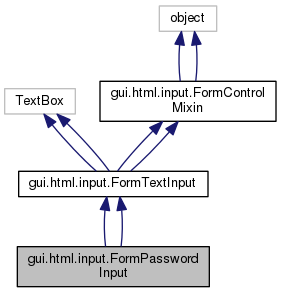 object
gui.html.input.FormControl
Mixin
TextBox
gui.html.input.FormTextInput
gui.html.input.FormPassword
Input